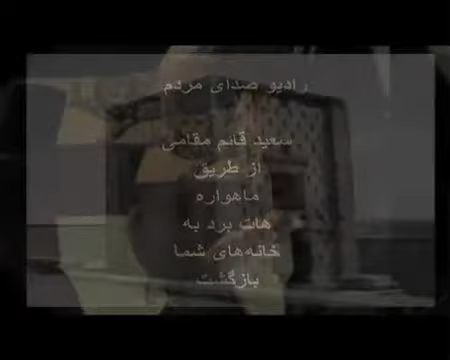 رادیو صدای مردم
سعید قائم مقامی
از طریق
ماهواره
هات برد به
خانه‌های شما
بازگشت